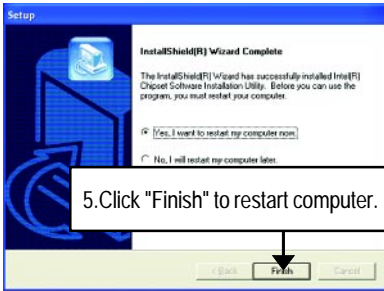 Setup
InstallShield(R) Wizard Complete
The InstallShield(R) Wizard has successfully installed Intel(R)
Chipset Software Installation Utility. Before you can use the
program, you must restart your computer.
Yes, I want to restart my computer now.
No, I will restart my computer later.
5.Click "Finish" to restart computer.
< Back Finish Cancel